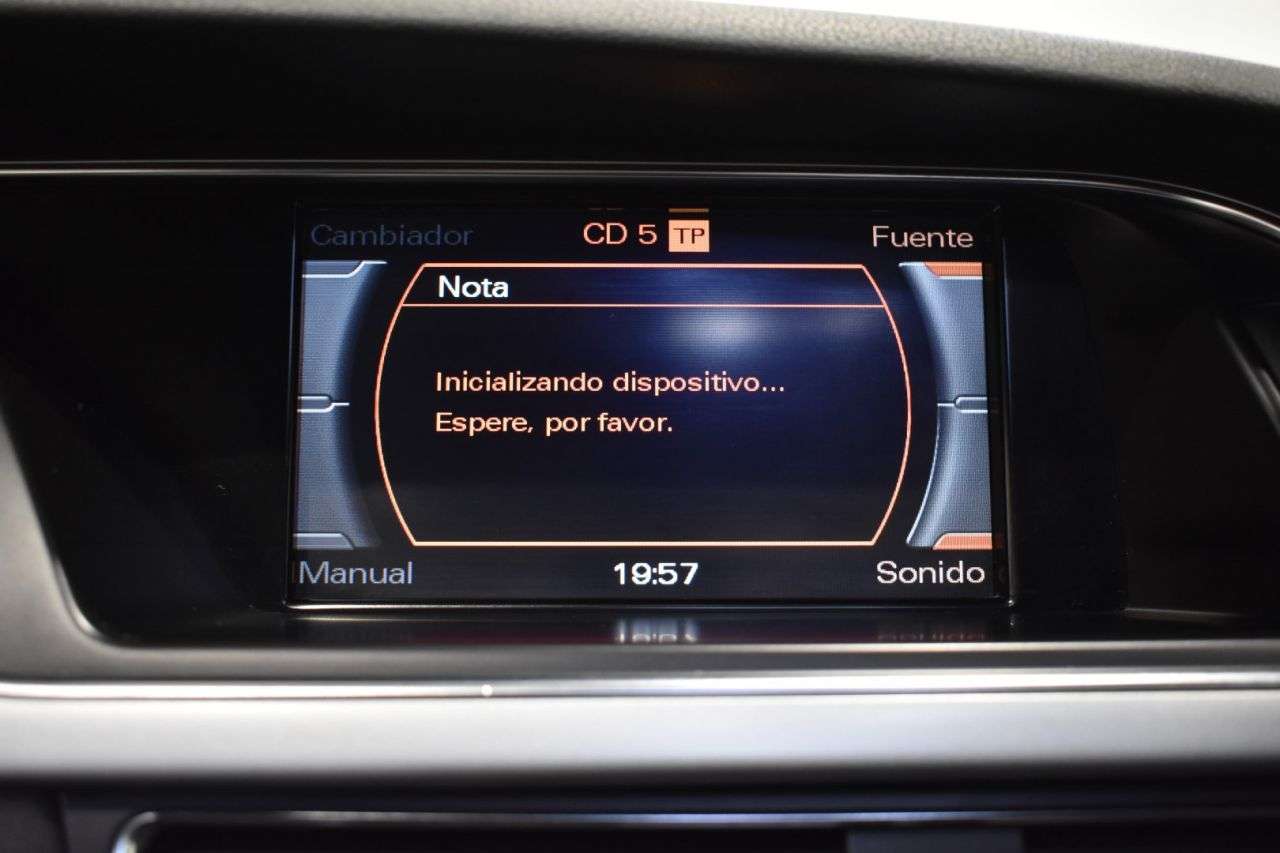 Cambiador
CD 5 TP
Fuente
Nota
Inicializando dispositivo...
Espere, por favor.
Manual
19:57
Sonido